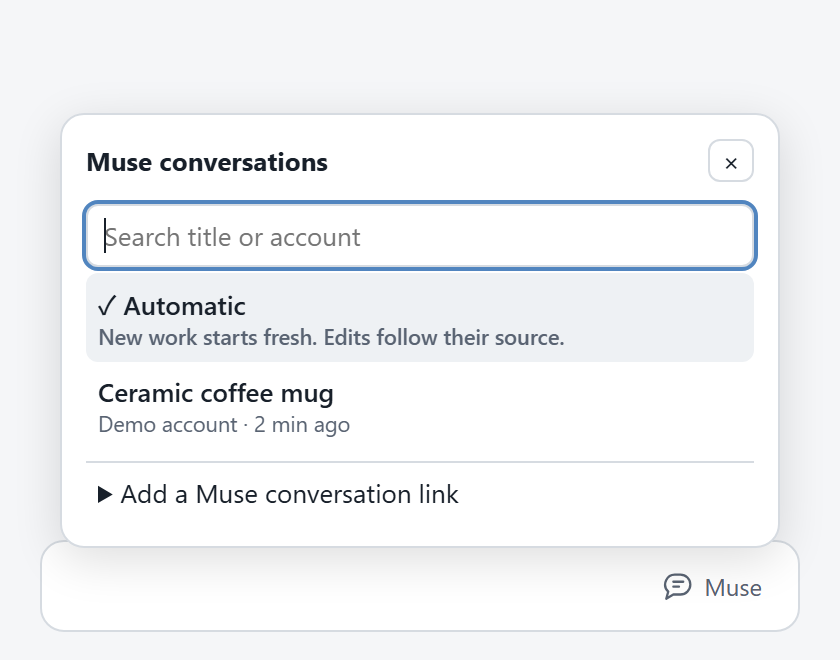 Muse conversations
×
Search title or account
✓ Automatic
New work starts fresh. Edits follow their source.
Ceramic coffee mug
Demo account · 2 min ago
▶ Add a Muse conversation link
Muse